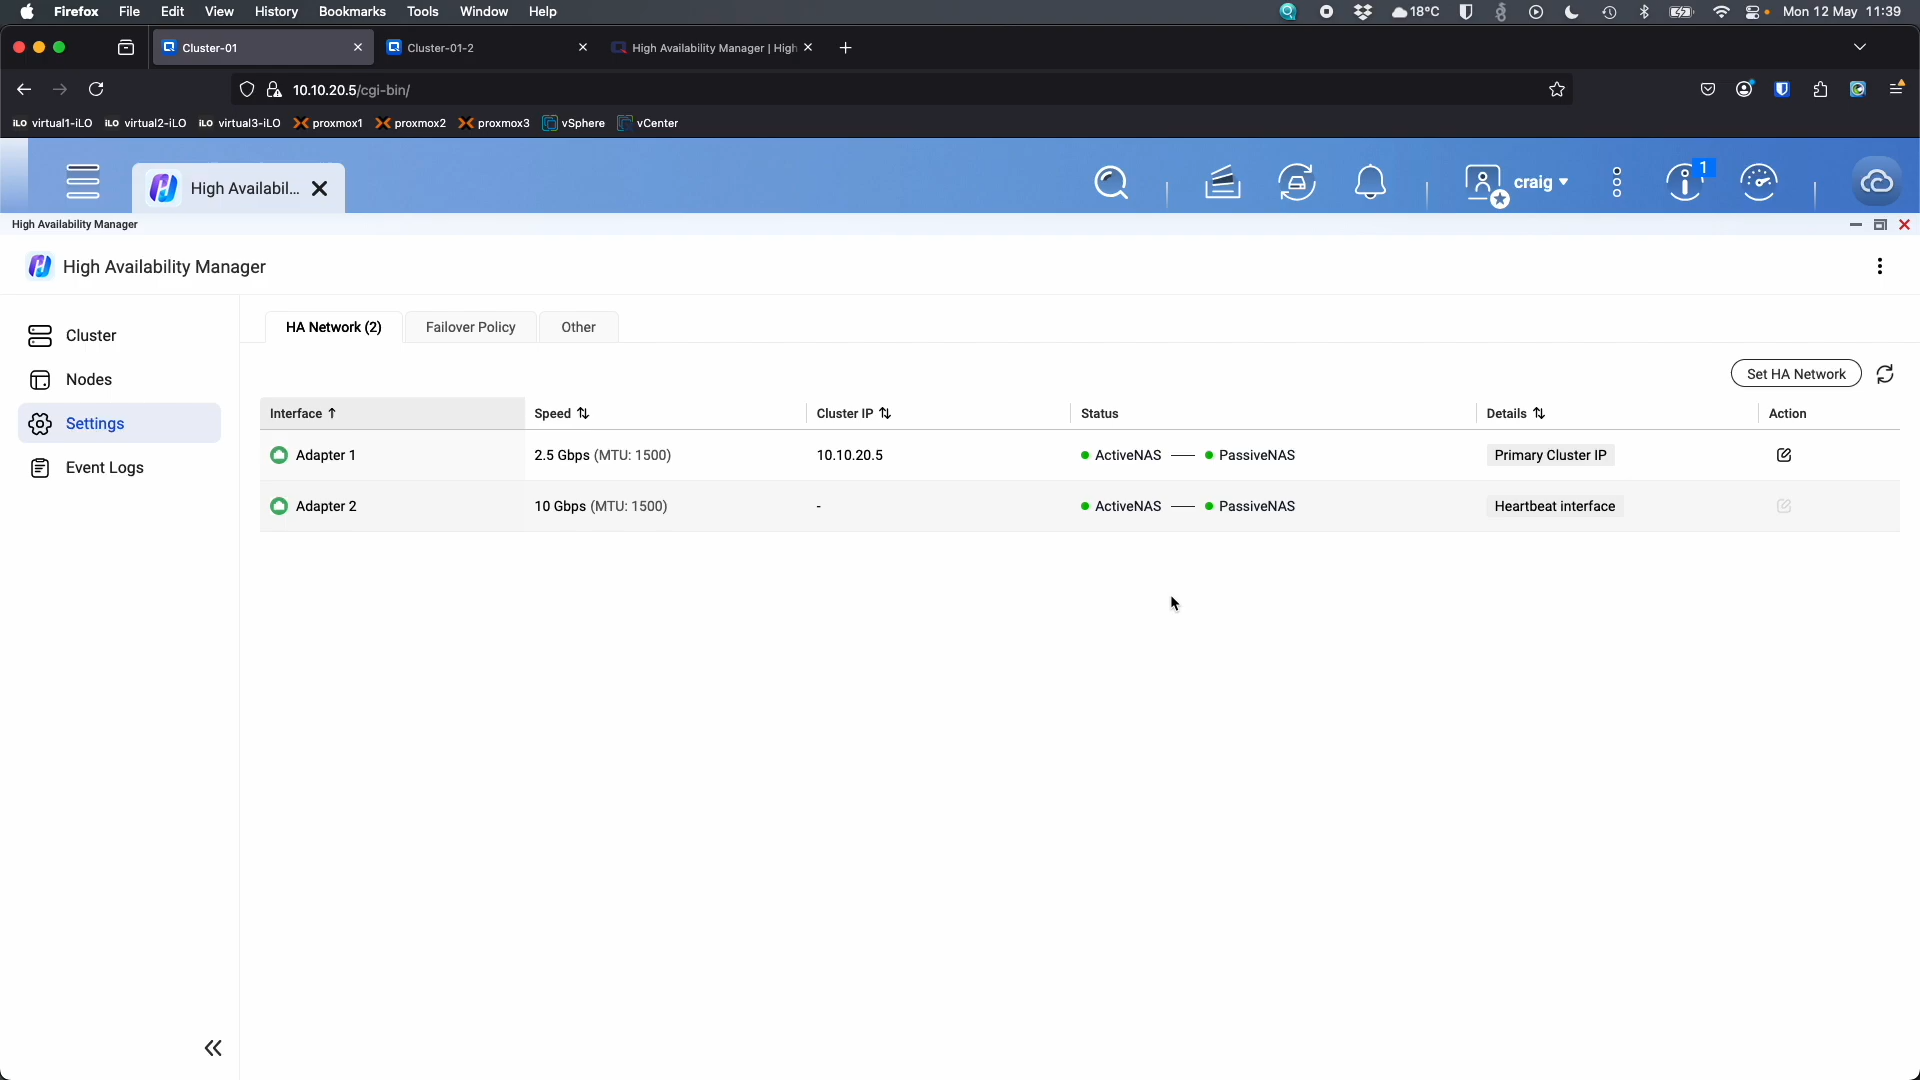 Firefox File Edit View History Bookmarks Tools Window Help 18°C Mon 12 May 11:39
Cluster-01 Cluster-01-2 High Availability Manager | High
10.10.20.5/cgi-bin/
iLO virtual1-iLO iLO virtual2-iLO iLO virtual3-iLO proxmox1 proxmox2 proxmox3 vSphere vCenter
High Availabil... craig 1
High Availability Manager
High Availability Manager
Cluster
Nodes
Settings
Event Logs
HA Network (2) Failover Policy Other
Set HA Network
Interface Speed Cluster IP Status Details Action
Adapter 1 2.5 Gbps (MTU: 1500) 10.10.20.5 ActiveNAS PassiveNAS Primary Cluster IP
Adapter 2 10 Gbps (MTU: 1500) - ActiveNAS PassiveNAS Heartbeat interface